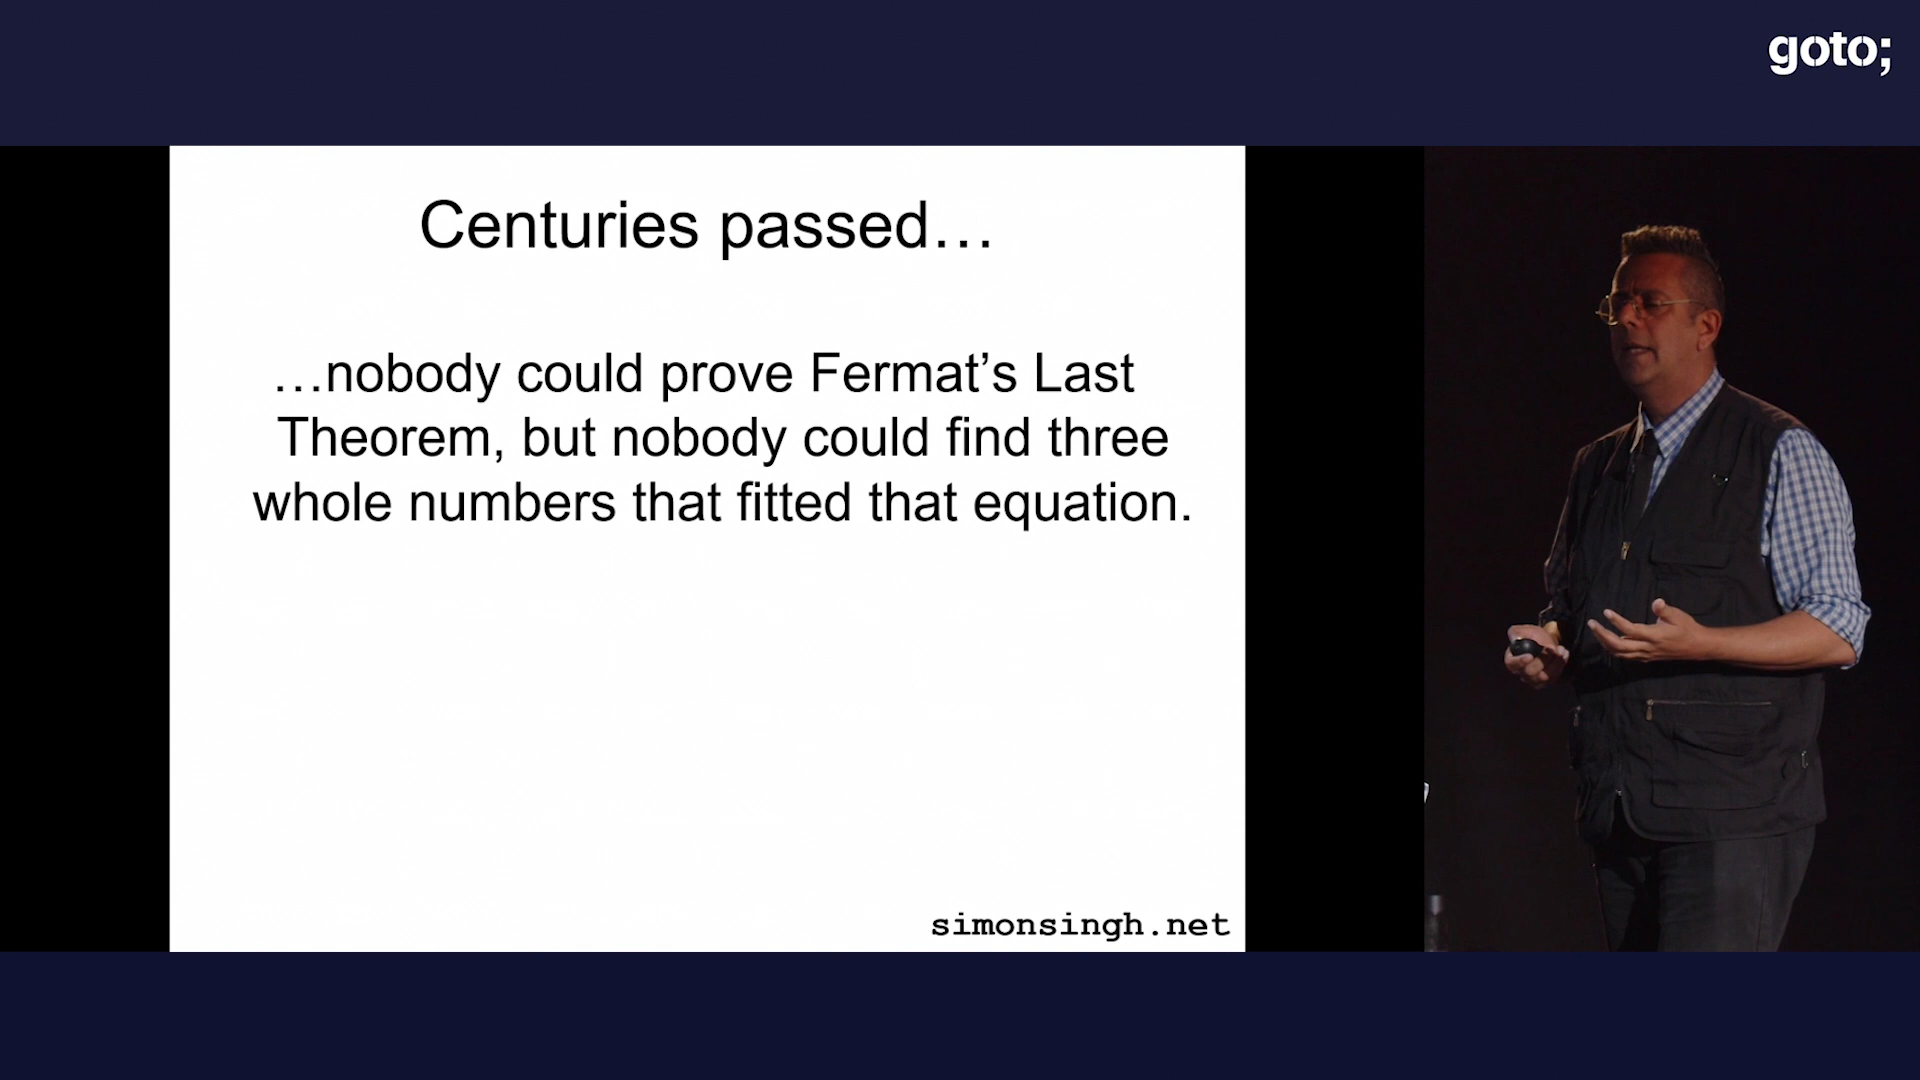 goto;
Centuries passed…
…nobody could prove Fermat’s Last
Theorem, but nobody could find three
whole numbers that fitted that equation.
simonsingh.net